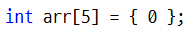 int arr[5] = { 0 };